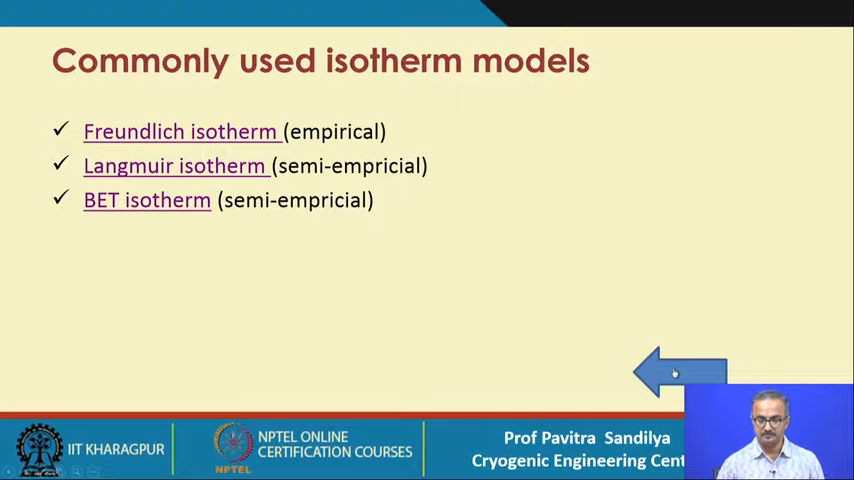 Commonly used isotherm models
✓ Freundlich isotherm (empirical)
✓ Langmuir isotherm (semi-empricial)
✓ BET isotherm (semi-empricial)
IIT KHARAGPUR
NPTEL
NPTEL ONLINE
CERTIFICATION COURSES
Prof Pavitra Sandilya
Cryogenic Engineering Cent